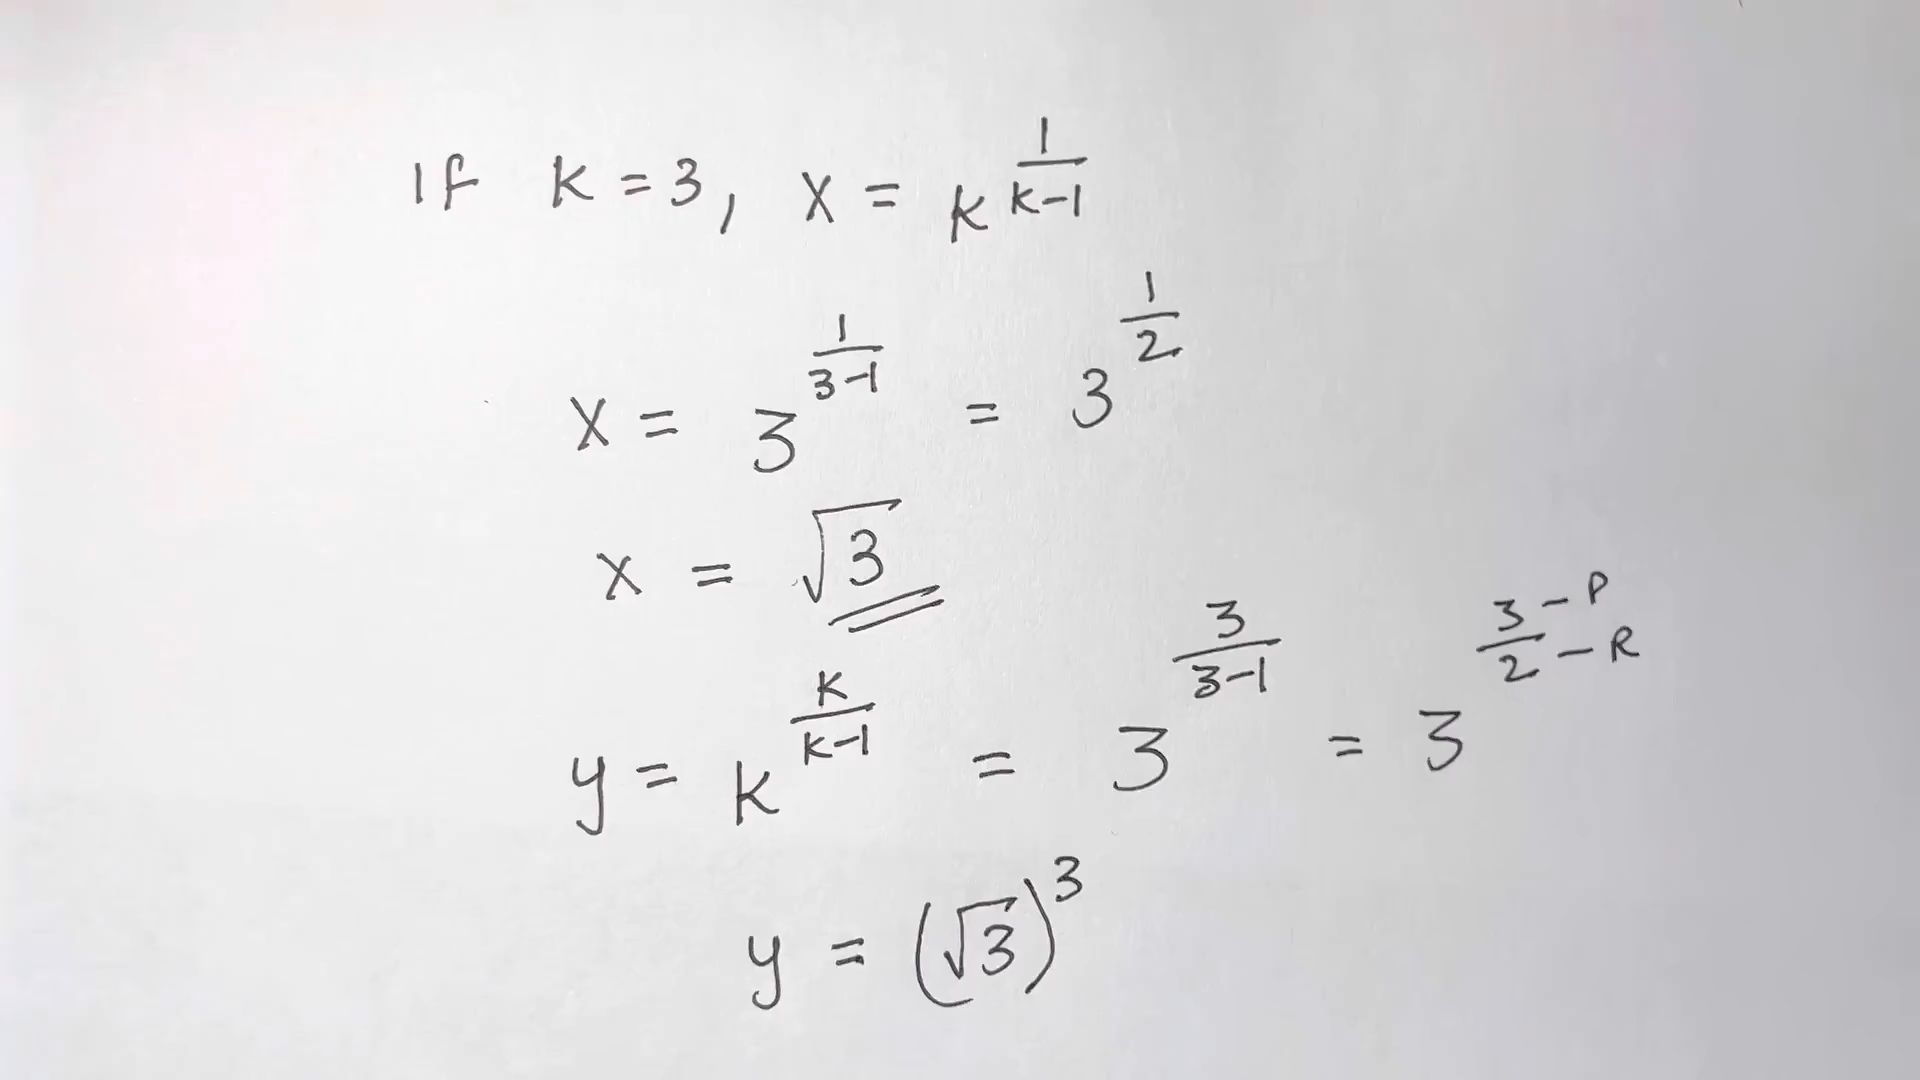 If k = 3, x = k^(1/(k-1))
x = 3^(1/(3-1)) = 3^(1/2)
x = √3
y = k^(k/(k-1)) = 3^(3/(3-1)) = 3^(3/2) - P - R
y = (√3)^3